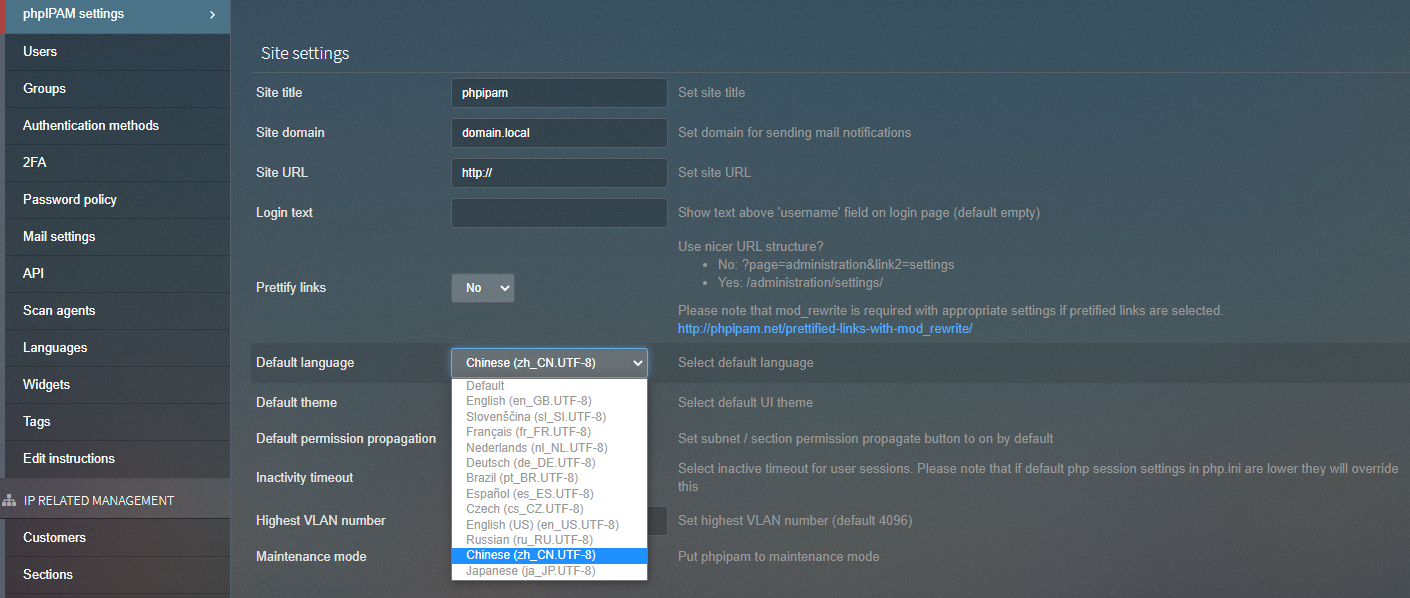 phpIPAM settings
Users
Groups
Authentication methods
2FA
Password policy
Mail settings
API
Scan agents
Languages
Widgets
Tags
Edit instructions
IP RELATED MANAGEMENT
Customers
Sections
Site settings
Site title
phpipam
Set site title
Site domain
domain.local
Set domain for sending mail notifications
Site URL
http://
Set site URL
Login text
Show text above 'username' field on login page (default empty)
Prettify links
No
Use nicer URL structure?
• No: ?page=administration&link2=settings
• Yes: /administration/settings/
Please note that mod_rewrite is required with appropriate settings if pretified links are selected.
http://phpipam.net/prettified-links-with-mod_rewrite/
Default language
Chinese (zh_CN.UTF-8)
Select default language
Default
English (en_GB.UTF-8)
Slovenščina (sl_SI.UTF-8)
Français (fr_FR.UTF-8)
Nederlands (nl_NL.UTF-8)
Deutsch (de_DE.UTF-8)
Brazil (pt_BR.UTF-8)
Español (es_ES.UTF-8)
Czech (cs_CZ.UTF-8)
English (US) (en_US.UTF-8)
Russian (ru_RU.UTF-8)
Chinese (zh_CN.UTF-8)
Japanese (ja_JP.UTF-8)
Default theme
Select default UI theme
Default permission propagation
Set subnet / section permission propagate button to on by default
Inactivity timeout
Select inactive timeout for user sessions. Please note that if default php session settings in php.ini are lower they will override
this
Highest VLAN number
Set highest VLAN number (default 4096)
Maintenance mode
Put phpipam to maintenance mode